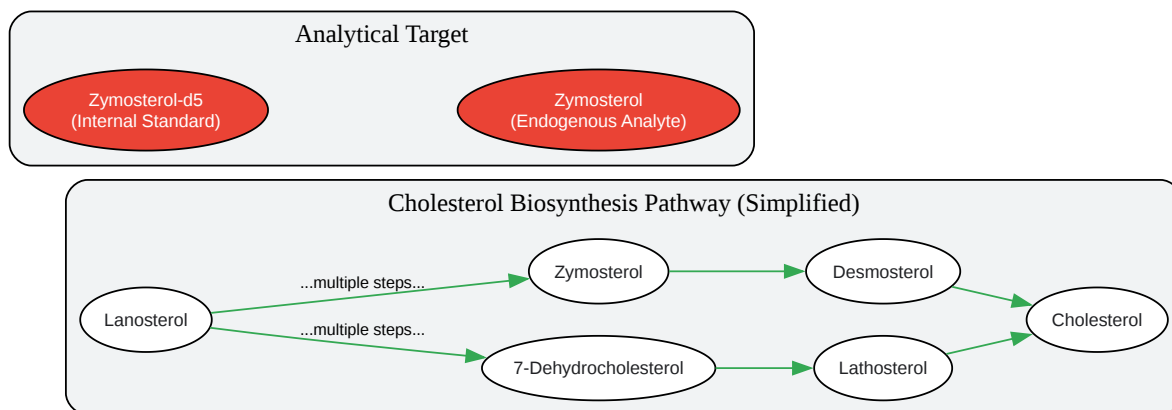 Analytical Target
Zymosterol-d5
(Internal Standard)
Zymosterol
(Endogenous Analyte)
Cholesterol Biosynthesis Pathway (Simplified)
Lanosterol
...multiple steps...
...multiple steps...
Zymosterol
Desmosterol
7-Dehydrocholesterol
Lathosterol
Cholesterol